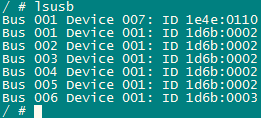 / # lsusb
Bus 001 Device 007: ID 1e4e:0110
Bus 001 Device 001: ID 1d6b:0002
Bus 002 Device 001: ID 1d6b:0002
Bus 003 Device 001: ID 1d6b:0002
Bus 004 Device 001: ID 1d6b:0002
Bus 005 Device 001: ID 1d6b:0002
Bus 006 Device 001: ID 1d6b:0003
/ #